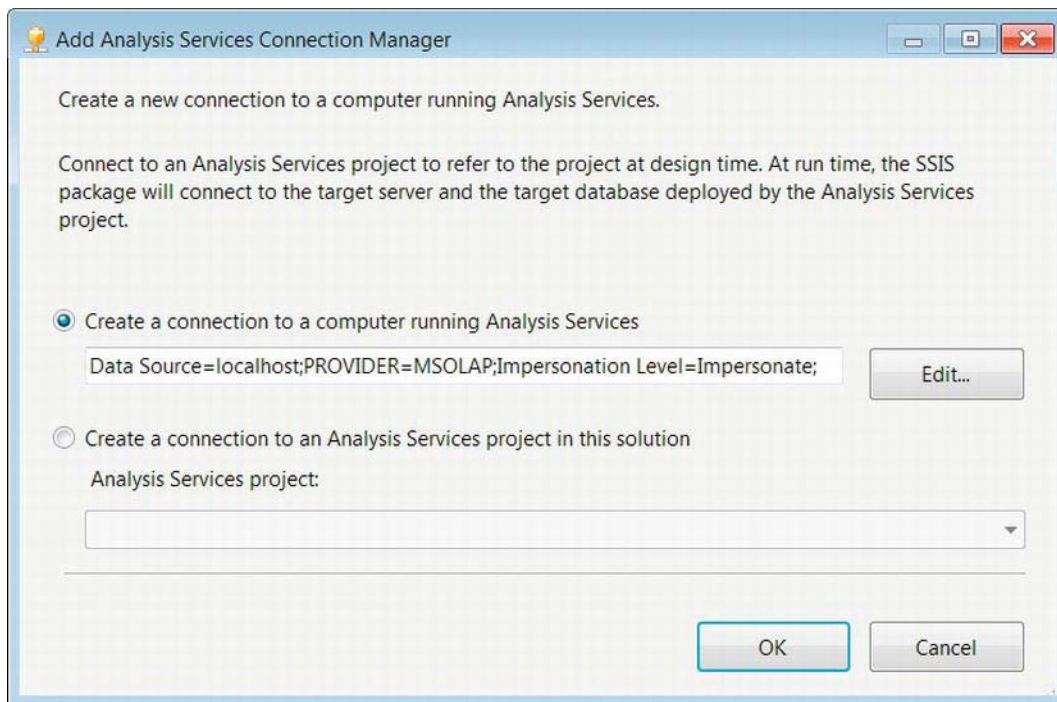 Add Analysis Services Connection Manager
Create a new connection to a computer running Analysis Services.
Connect to an Analysis Services project to refer to the project at design time. At run time, the SSIS
package will connect to the target server and the target database deployed by the Analysis Services
project.
Create a connection to a computer running Analysis Services
Data Source=localhost;PROVIDER=MSOLAP;Impersonation Level=Impersonate;
Edit...
Create a connection to an Analysis Services project in this solution
Analysis Services project:
OK
Cancel